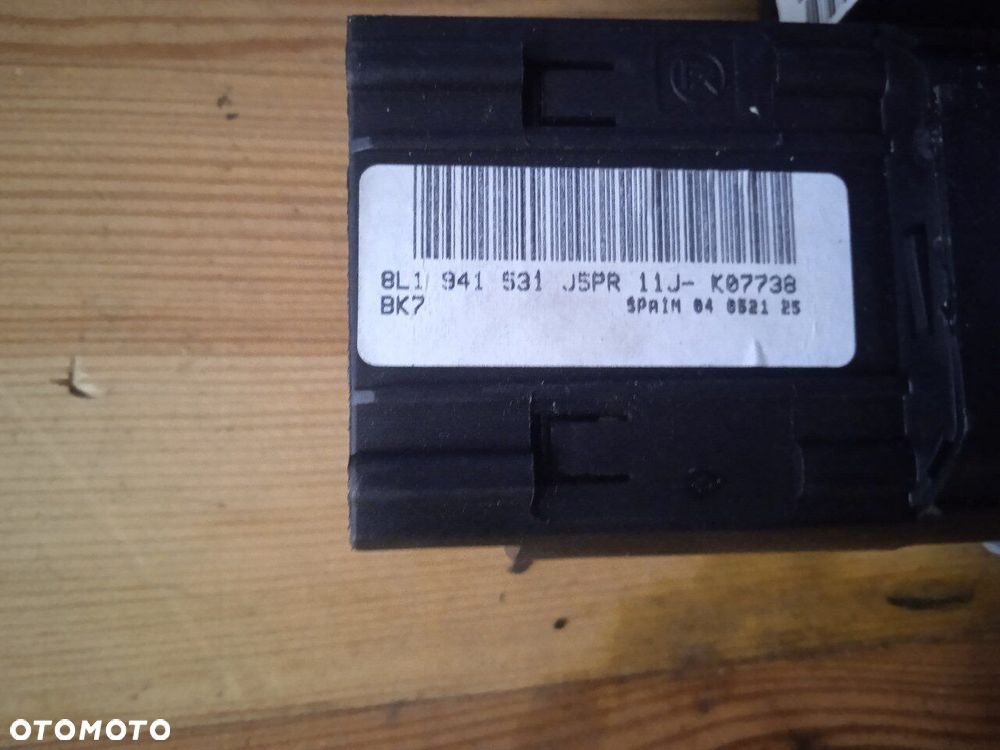 R
8L1 941 531 J5PR 11J- K07738
BK7 SPAIN 04 0521 25
OTOMOTO